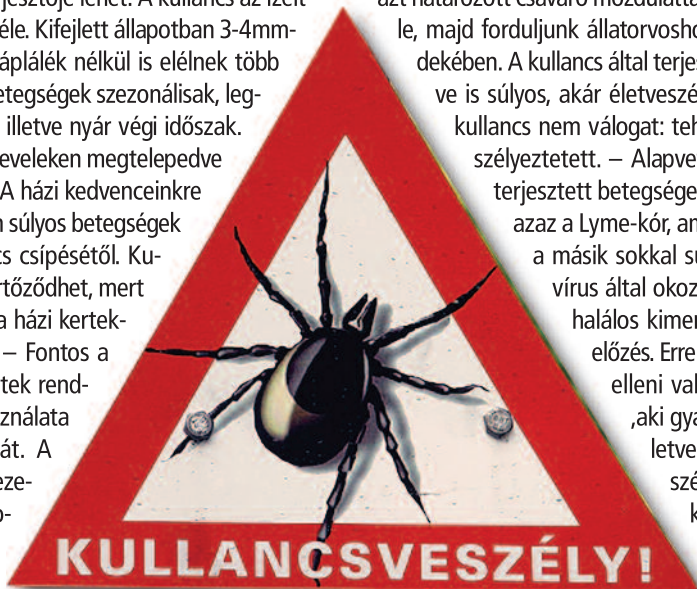 jesztője lehet. A kullancs az ízelt
éle. Kifejlett állapotban 3-4mm-
áplálék nélkül is elélnek több
etegségek szezonálisak, leg-
illetve nyár végi időszak.
eveleken megtelepedve
A házi kedvenceinkre
súlyos betegségek
cs csípésétől. Ku-
rtőződhet, mert
a házi kertek-
– Fontos a
tek rend-
ználata
át. A
eze-
azt határozott csavaró mozdulatta
le, majd forduljunk állatorvosho
dekében. A kullancs által terjes
ve is súlyos, akár életveszé
kullancs nem válogat: teh
szélyeztetett. – Alapve
terjesztett betegsége
azaz a Lyme-kór, am
a másik sokkal sú
vírus által okoz
halálos kimen
előzés. Erre
elleni val
,aki gya
letve
szé
k
KULLANCSVESZÉLY!